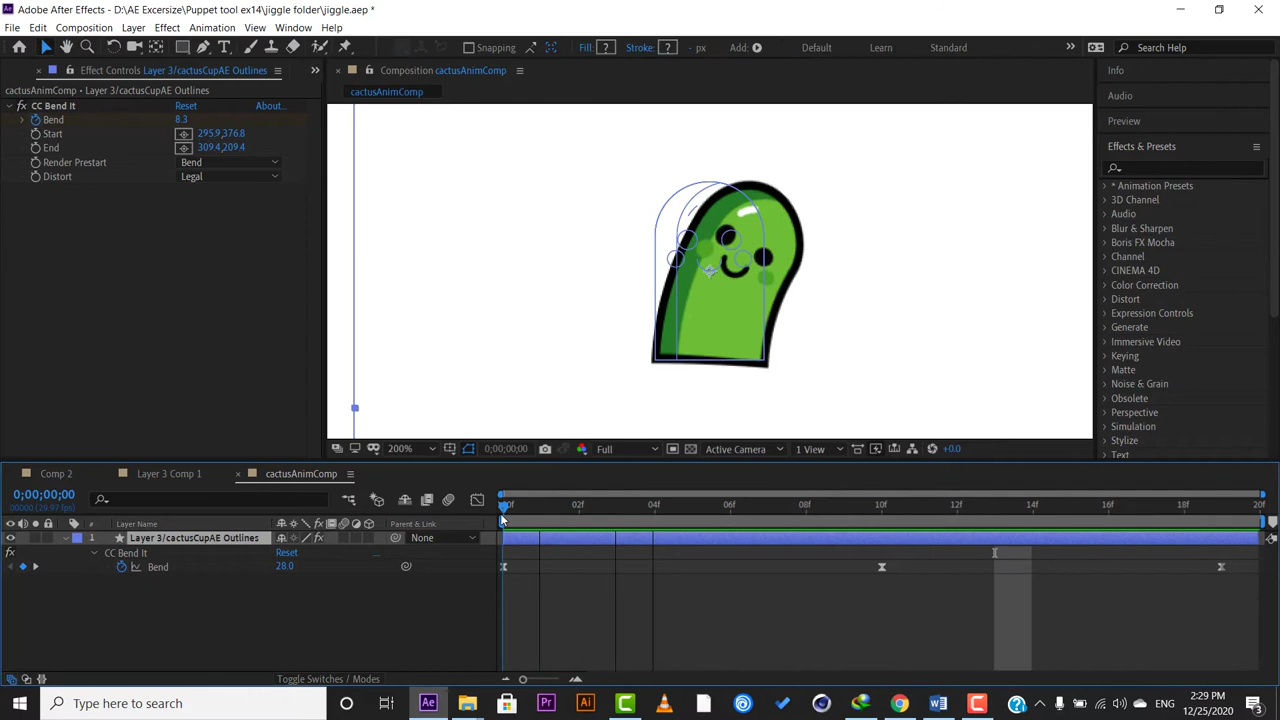 Adobe After Effects - D:\AE Excersize\Puppet tool ex14\jiggle folder\jiggle.aep *
File Edit Composition Layer Effect Animation View Window Help
Snapping Fill: ? Stroke: ? - px Add: Default Learn Standard Search Help
Effect Controls Layer 3/cactusCupAE Outlines
cactusAnimComp • Layer 3/cactusCupAE Outlines
fx CC Bend It Reset About...
Bend 8.3
Start 295.9,376.8
End 309.4,209.4
Render Prestart Bend
Distort Legal
Composition cactusAnimComp
cactusAnimComp
200% 0;00;00;00 Full Active Camera 1 View +0.0
Info
Audio
Preview
Effects & Presets
* Animation Presets
3D Channel
Audio
Blur & Sharpen
Boris FX Mocha
Channel
CINEMA 4D
Color Correction
Distort
Expression Controls
Generate
Immersive Video
Keying
Matte
Noise & Grain
Obsolete
Perspective
Simulation
Stylize
Text
Comp 2 Layer 3 Comp 1 cactusAnimComp
0;00;00;00
00000 (29.97 fps)
02f 04f 10f 12f 14f 16f 18f 20f
# Layer Name Parent & Link
1 Layer 3/cactusCupAE Outlines None
fx CC Bend It Reset ...
Bend 28.0
Toggle Switches / Modes
Type here to search
2:29 PM
12/25/2020